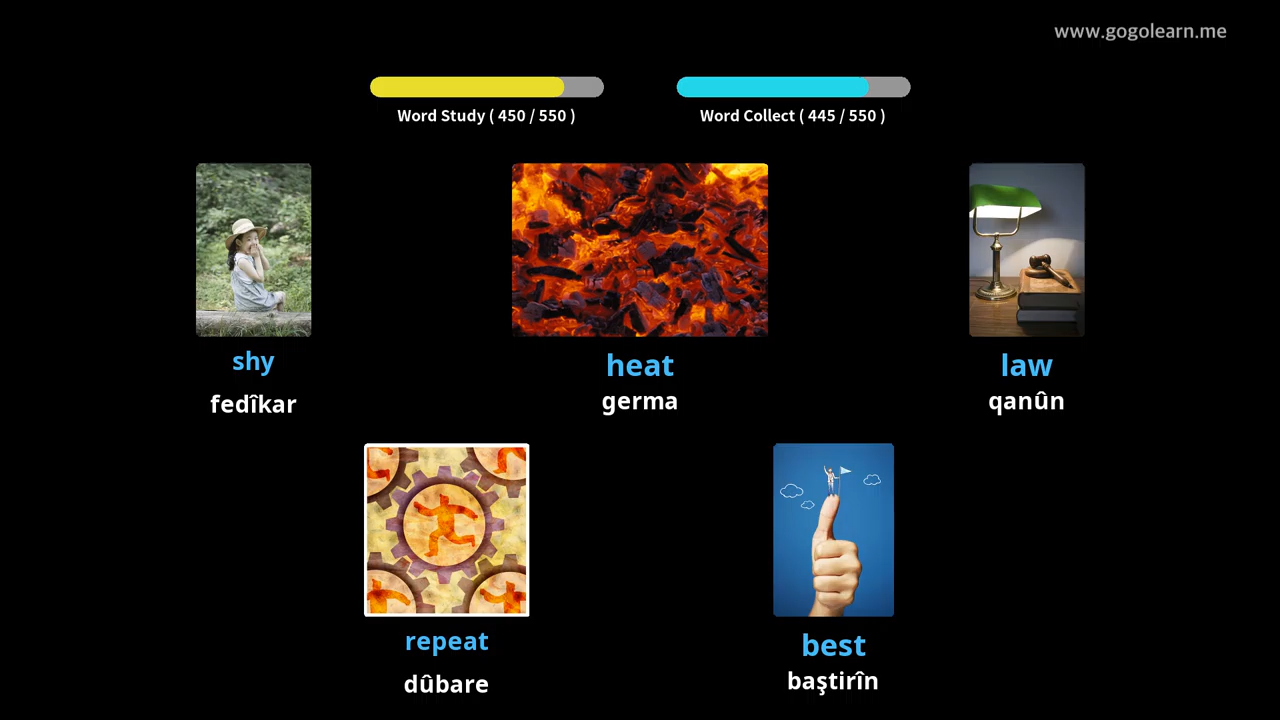 www.gogolearn.me
Word Study ( 450 / 550 )
Word Collect ( 445 / 550 )
shy
fedîkar
heat
germa
law
qanûn
repeat
dûbare
best
baştirîn